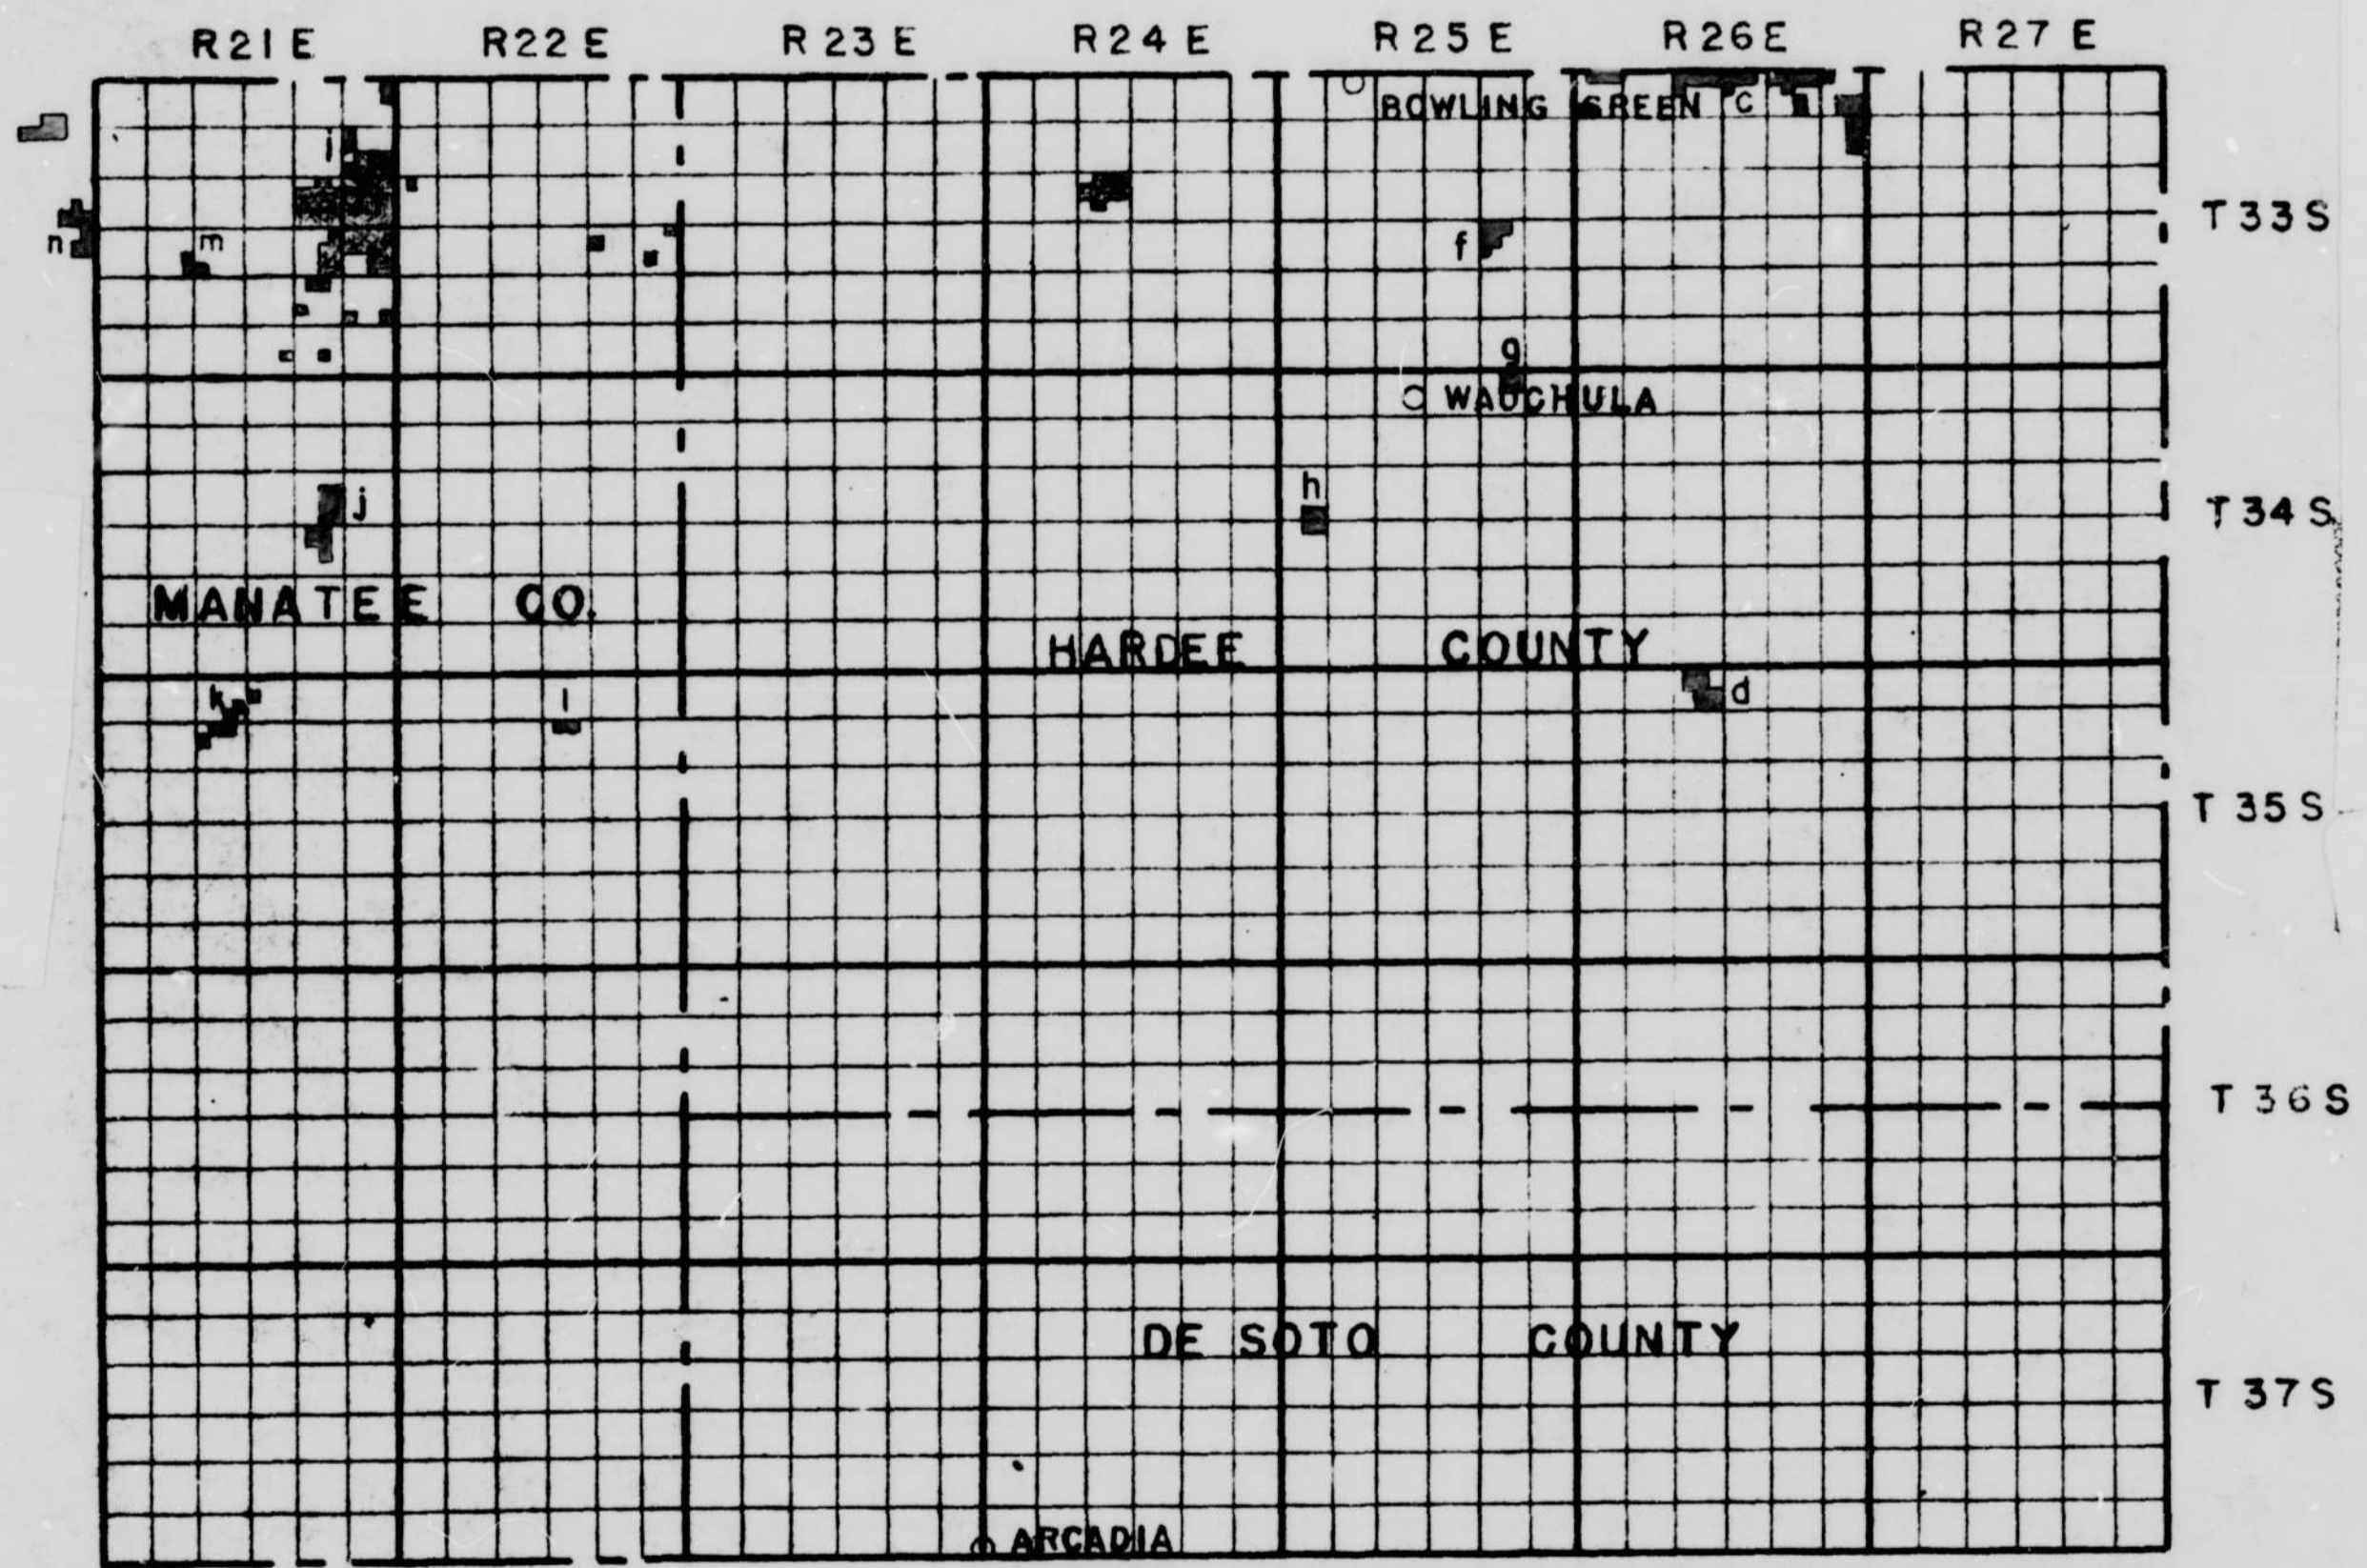 R21E R22E R23E R24E R25E R26E R27E
BOWLING GREEN c
i
T33S
n m f
g
WAUCHULA
h
j T34S
MANATEE CO.
HARDEE COUNTY
k l d
T35S
T36S
DE SOTO COUNTY
T37S
ARCADIA